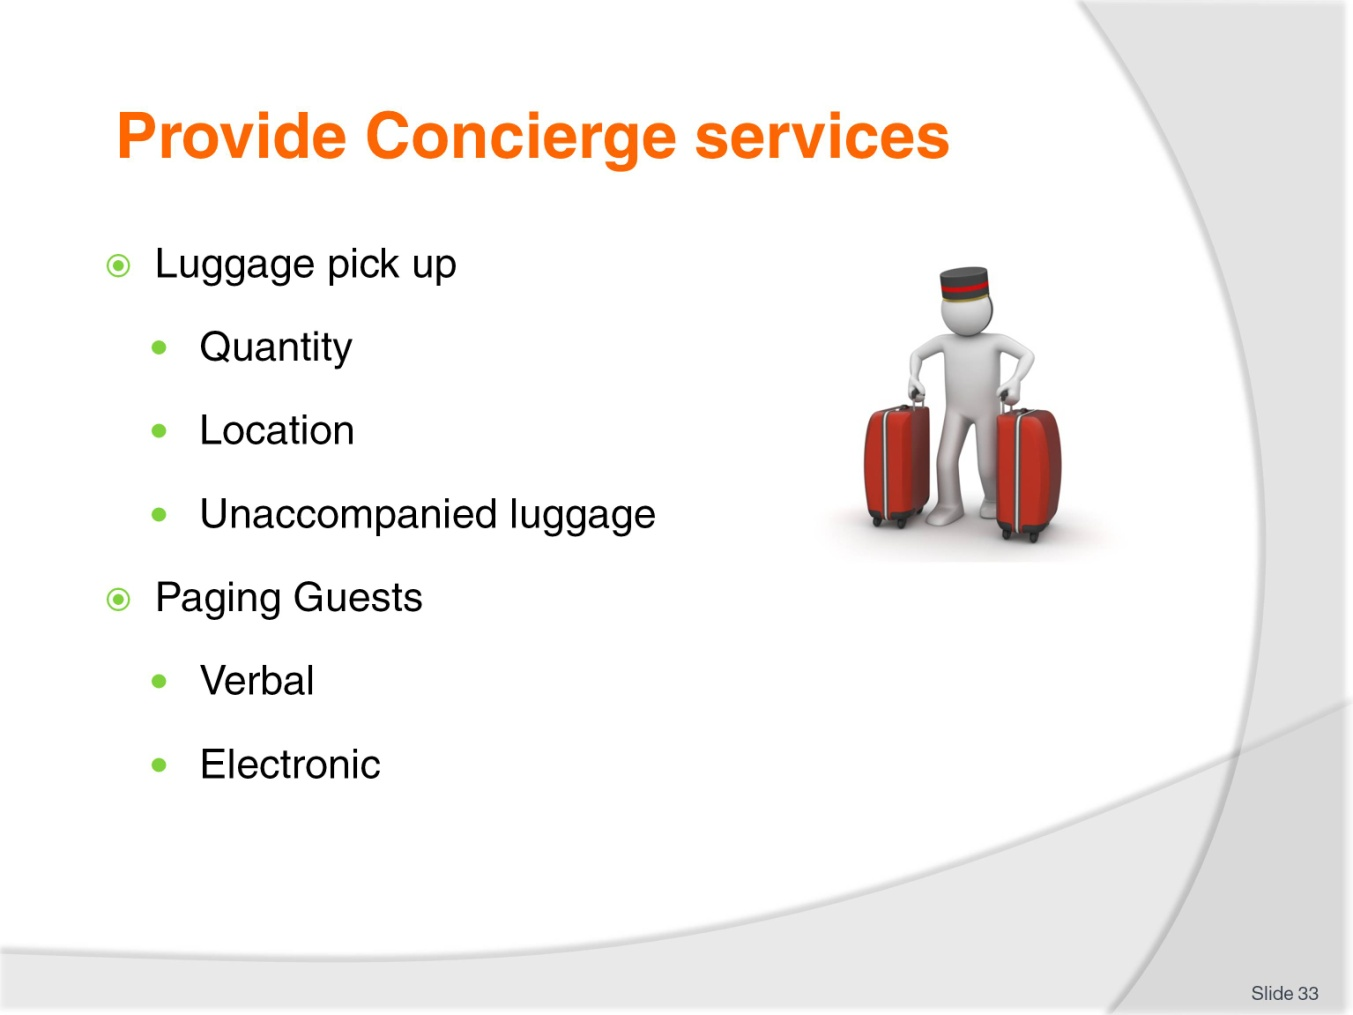 Provide Concierge services
Luggage pick up
Quantity
Location
Unaccompanied luggage
Paging Guests
Verbal
Electronic
Slide 33